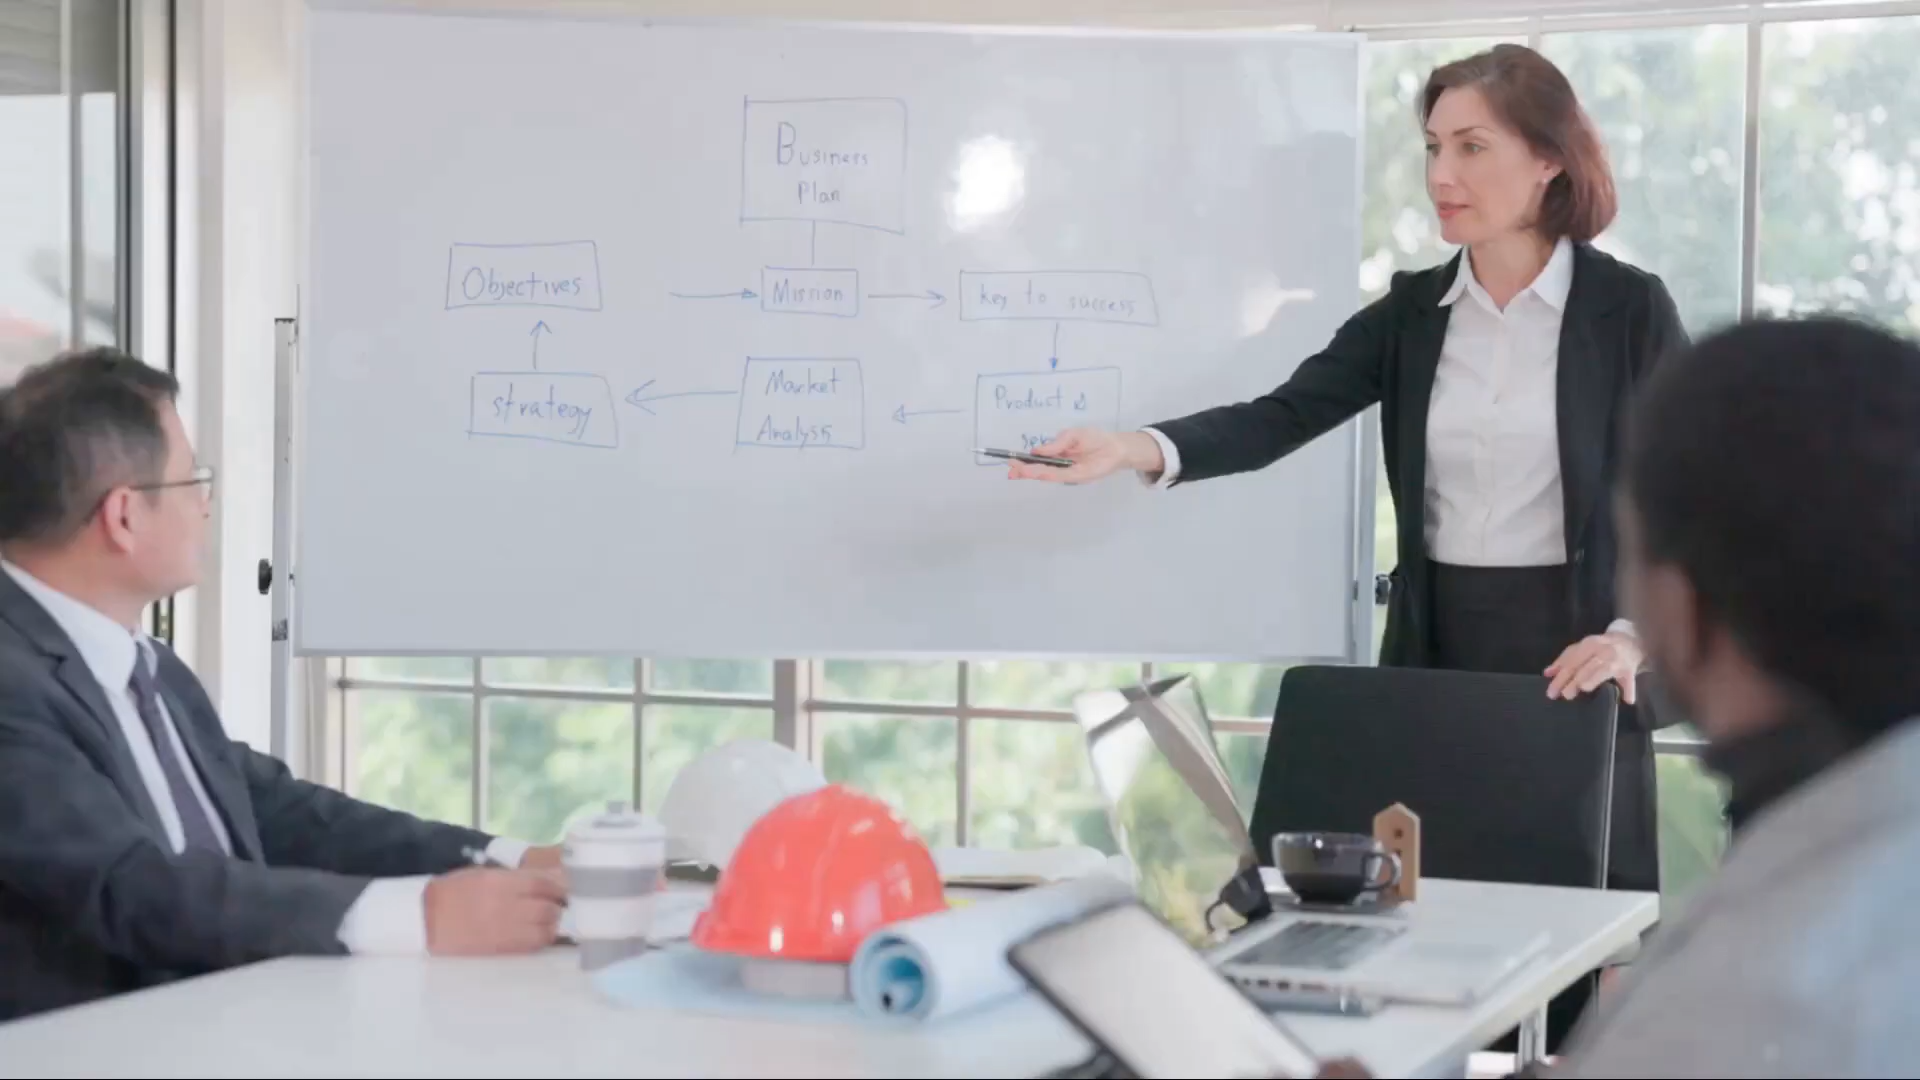 Business
Plan
Objectives
Mission
key to success
strategy
Market
Analysis
Product &